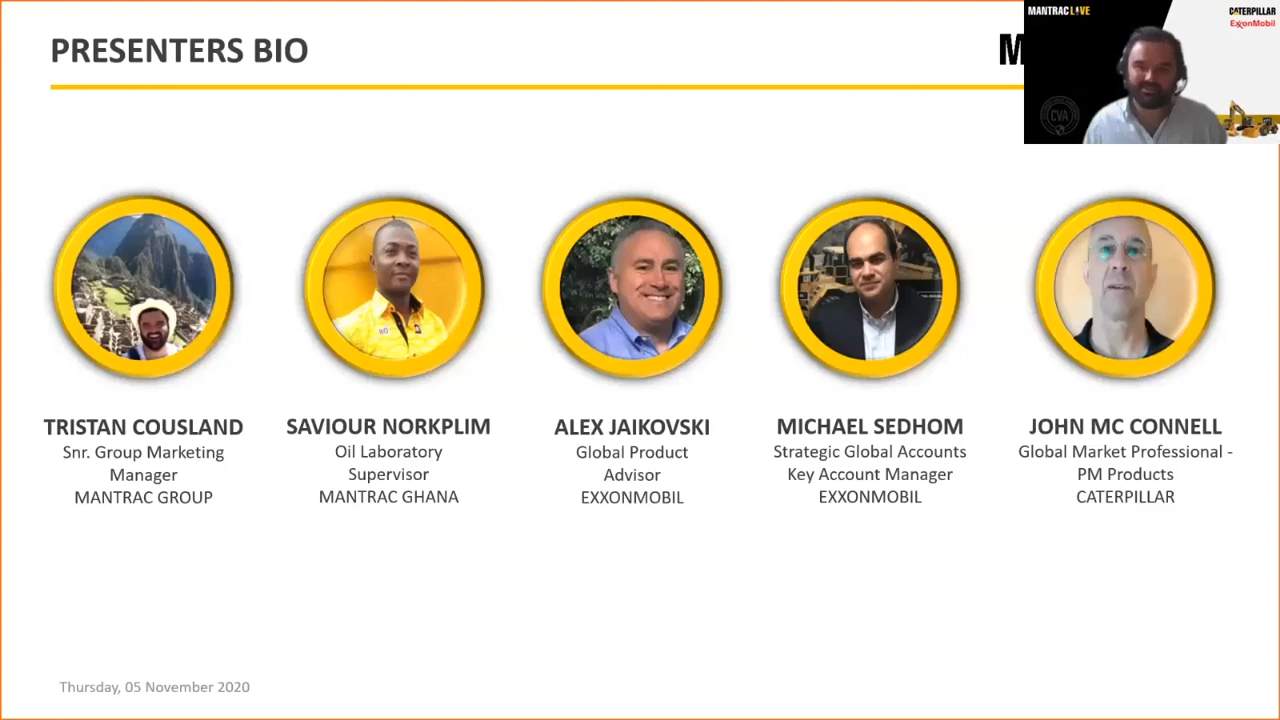 PRESENTERS BIO
M
MANTRAC LIVE
CATERPILLAR
ExxonMobil
CVA
TRISTAN COUSLAND
Snr. Group Marketing
Manager
MANTRAC GROUP
SAVIOUR NORKPLIM
Oil Laboratory
Supervisor
MANTRAC GHANA
ALEX JAIKOVSKI
Global Product
Advisor
EXXONMOBIL
MICHAEL SEDHOM
Strategic Global Accounts
Key Account Manager
EXXONMOBIL
JOHN MC CONNELL
Global Market Professional -
PM Products
CATERPILLAR
Thursday, 05 November 2020